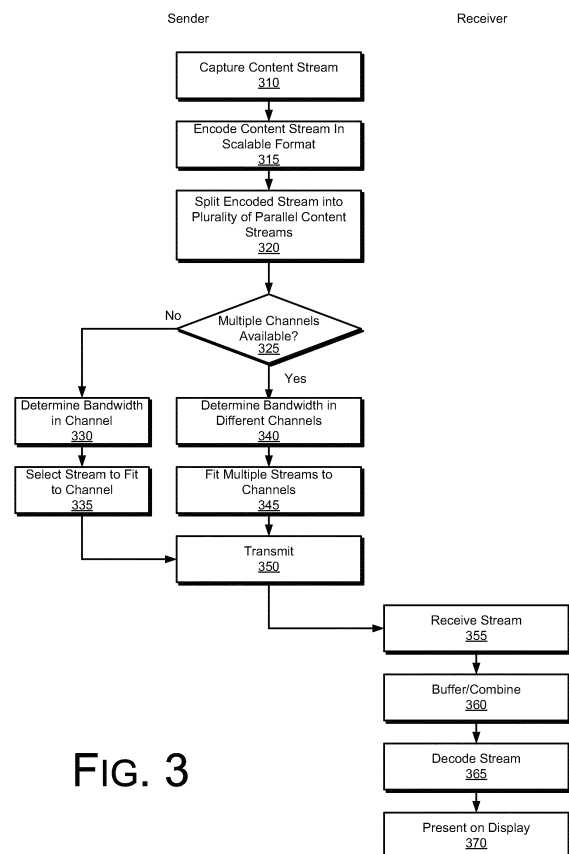 Sender
Receiver
Capture Content Stream
310
Encode Content Stream In
Scalable Format
315
Split Encoded Stream into
Plurality of Parallel Content
Streams
320
Multiple Channels
Available?
325
No
Yes
Determine Bandwidth
in Channel
330
Determine Bandwidth in
Different Channels
340
Select Stream to Fit
to Channel
335
Fit Multiple Streams to
Channels
345
Transmit
350
Receive Stream
355
Buffer/Combine
360
Decode Stream
365
Present on Display
370
FIG. 3